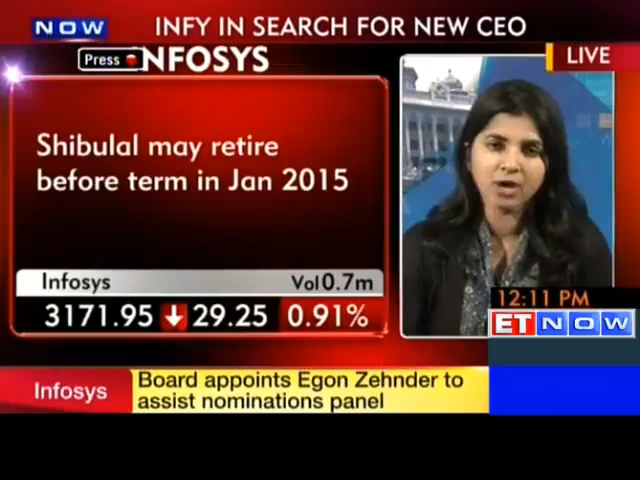 NOW
INFY IN SEARCH FOR NEW CEO
LIVE
Press
NFOSYS
Shibulal may retire
before term in Jan 2015
Infosys
Vol 0.7m
3171.95 29.25 0.91%
12:11 PM
ET NOW
Infosys
Board appoints Egon Zehnder to
assist nominations panel